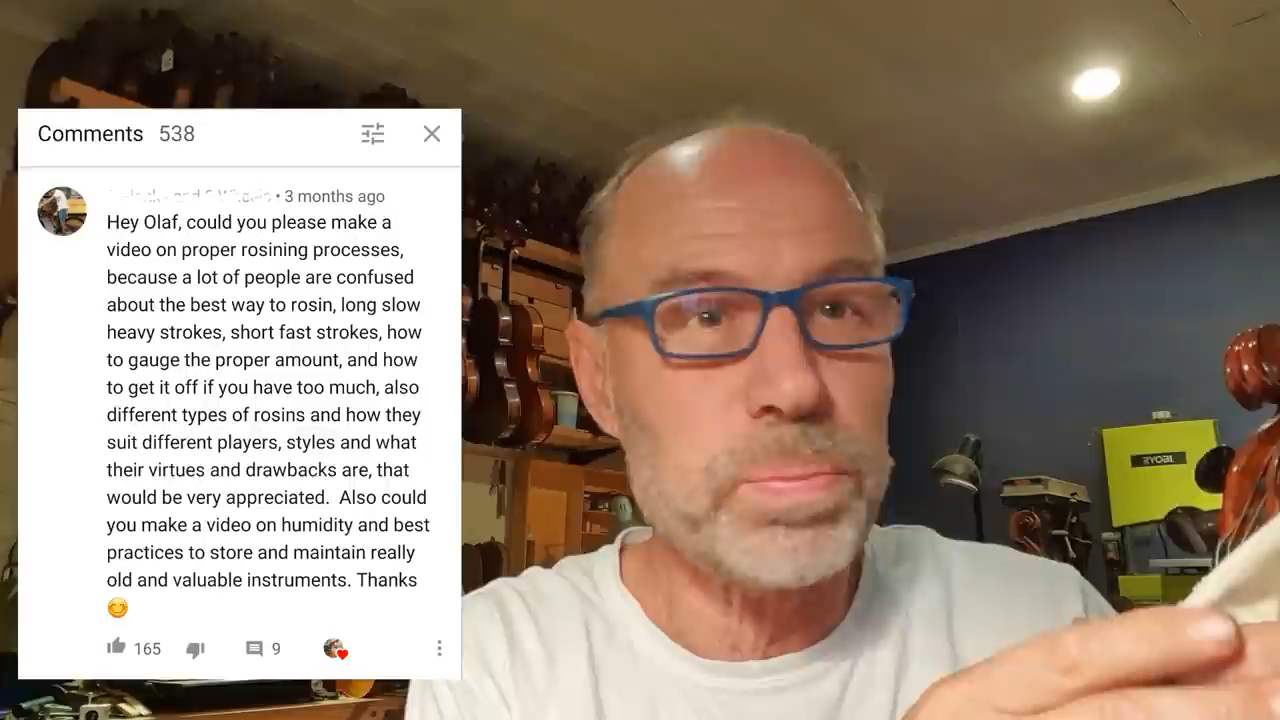 Comments 538
• 3 months ago
Hey Olaf, could you please make a
video on proper rosining processes,
because a lot of people are confused
about the best way to rosin, long slow
heavy strokes, short fast strokes, how
to gauge the proper amount, and how
to get it off if you have too much, also
different types of rosins and how they
suit different players, styles and what
their virtues and drawbacks are, that
would be very appreciated.  Also could
you make a video on humidity and best
practices to store and maintain really
old and valuable instruments. Thanks
😊
165 9
RYOBI